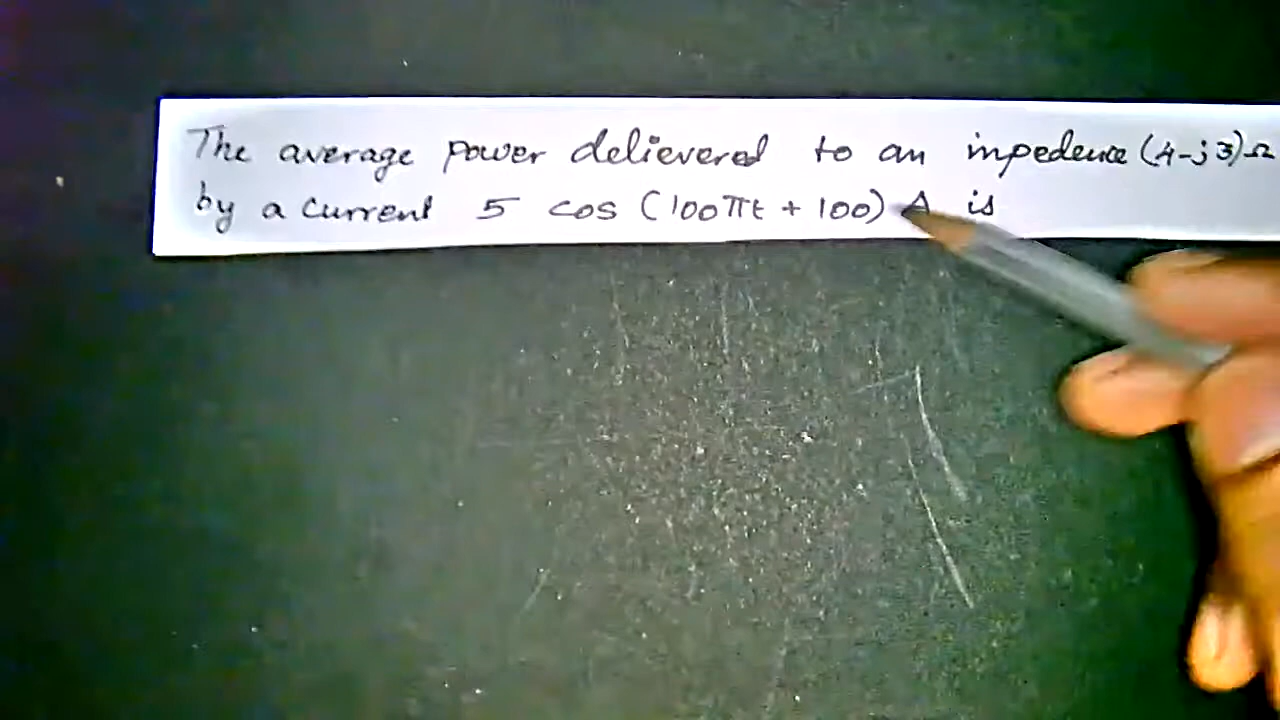 The average power delievered to an impedence (4-j3)Ω
by a current 5 cos (100πt + 100) A is